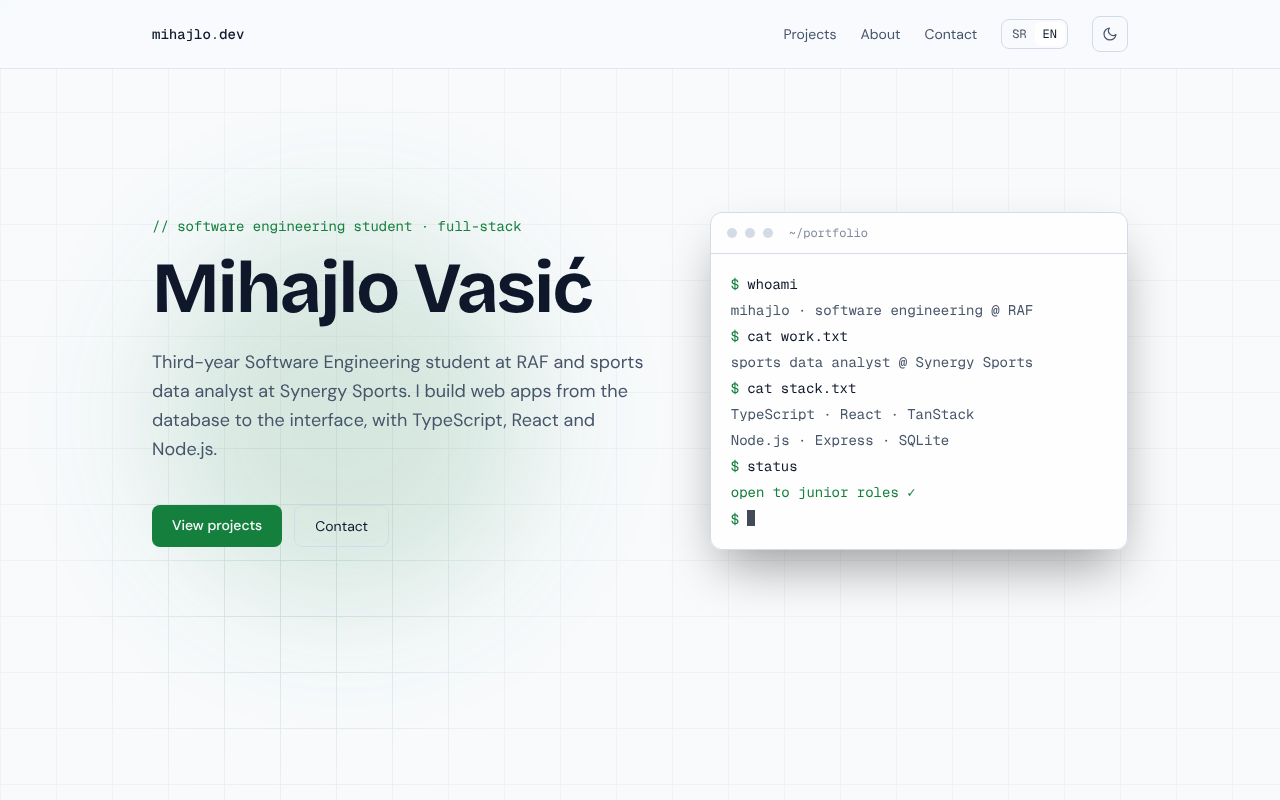 mihajlo.dev
Projects
About
Contact
SR
EN
// software engineering student · full-stack
Mihajlo Vasić
Third-year Software Engineering student at RAF and sports
data analyst at Synergy Sports. I build web apps from the
database to the interface, with TypeScript, React and
Node.js.
View projects
Contact
~/portfolio
$ whoami
mihajlo · software engineering @ RAF
$ cat work.txt
sports data analyst @ Synergy Sports
$ cat stack.txt
TypeScript · React · TanStack
Node.js · Express · SQLite
$ status
open to junior roles ✓
$